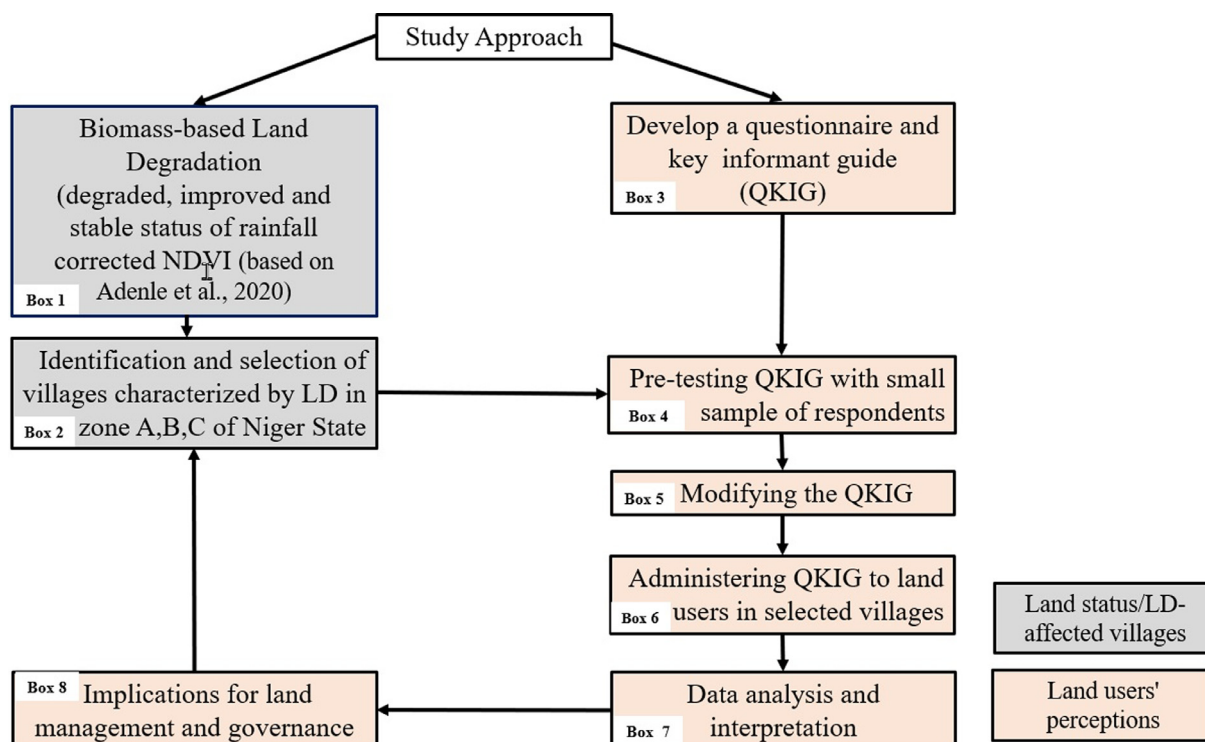 Study Approach
Biomass-based Land
Degradation
(degraded, improved and
stable status of rainfall
corrected NDVI (based on
Adenle et al., 2020)
Box 1
Develop a questionnaire and
key informant guide
(QKIG)
Box 3
Identification and selection of
villages characterized by LD in
zone A,B,C of Niger State
Box 2
Pre-testing QKIG with small
sample of respondents
Box 4
Box 5 Modifying the QKIG
Administering QKIG to land
users in selected villages
Box 6
Data analysis and
interpretation
Box 7
Box 8 Implications for land
management and governance
Land status/LD-
affected villages
Land users'
perceptions